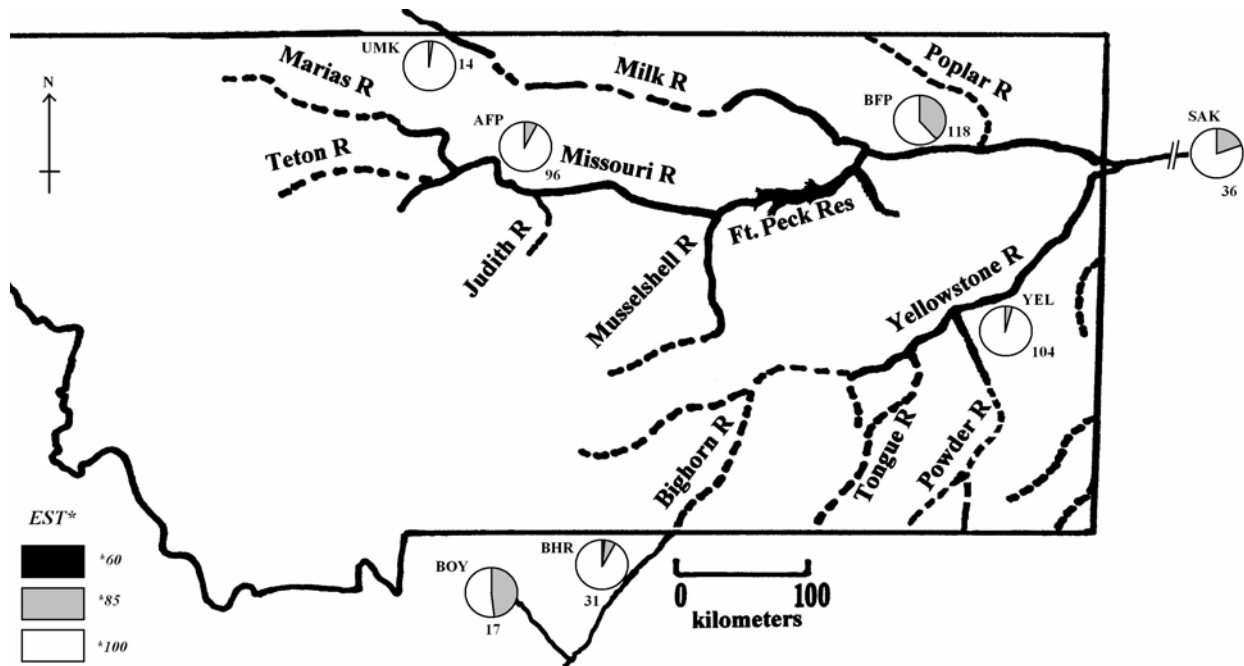 UMK
14
Marias R
Milk R
Poplar R
N
BFP
118
SAK
36
AFP
96
Teton R
Missouri R
Ft. Peck Res
Judith R
Musselshell R
Yellowstone R
YEL
104
Bighorn R
Tongue R
Powder R
EST*
*60
*85
*100
BOY
17
BHR
31
0 100
kilometers